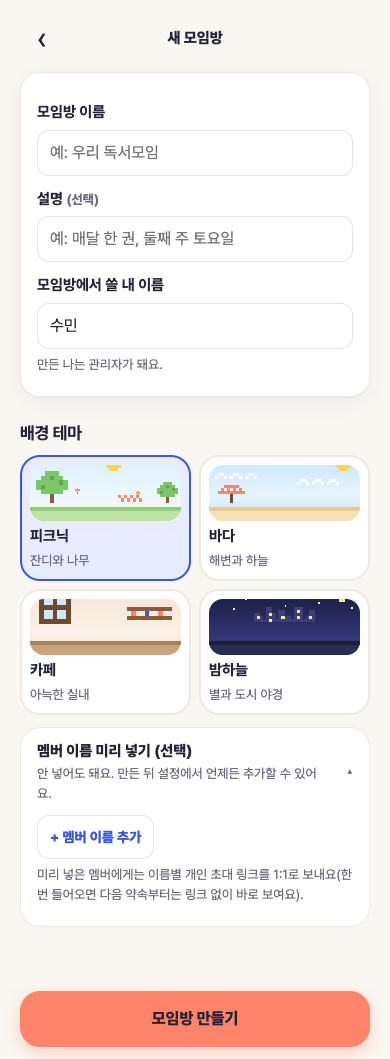 새 모임방
모임방 이름
예: 우리 독서모임
설명 (선택)
예: 매달 한 권, 둘째 주 토요일
모임방에서 쓸 내 이름
수민
만든 나는 관리자가 돼요.
배경 테마
피크닉
잔디와 나무
바다
해변과 하늘
카페
아늑한 실내
밤하늘
별과 도시 야경
멤버 이름 미리 넣기 (선택)
안 넣어도 돼요. 만든 뒤 설정에서 언제든 추가할 수 있어
요.
+ 멤버 이름 추가
미리 넣은 멤버에게는 이름별 개인 초대 링크를 1:1로 보내요(한
번 들어오면 다음 약속부터는 링크 없이 바로 보여요).
모임방 만들기